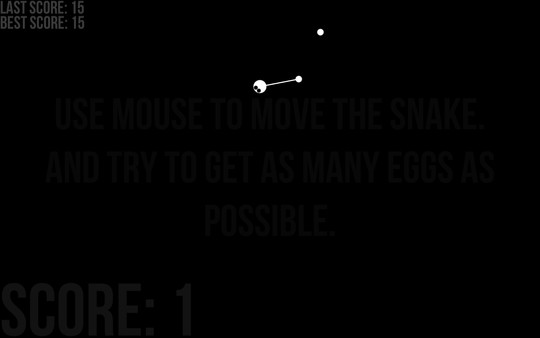 LAST SCORE: 15
BEST SCORE: 15
USE MOUSE TO MOVE THE SNAKE.
AND TRY TO GET AS MANY EGGS AS
POSSIBLE.
SCORE: 1